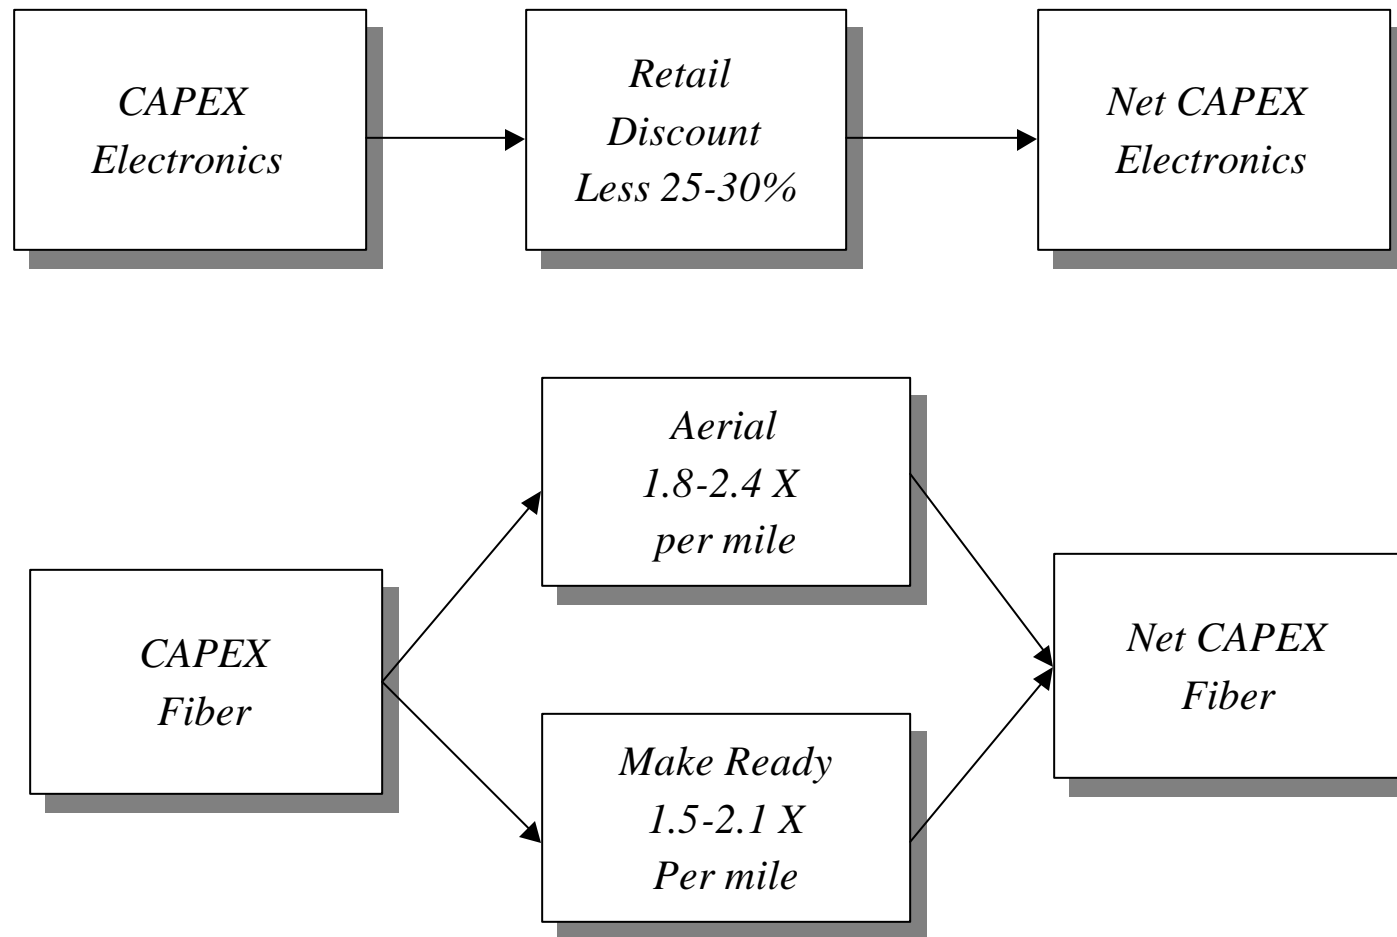 CAPEX
Electronics
Retail
Discount
Less 25-30%
Net CAPEX
Electronics
CAPEX
Fiber
Aerial
1.8-2.4 X
per mile
Make Ready
1.5-2.1 X
Per mile
Net CAPEX
Fiber